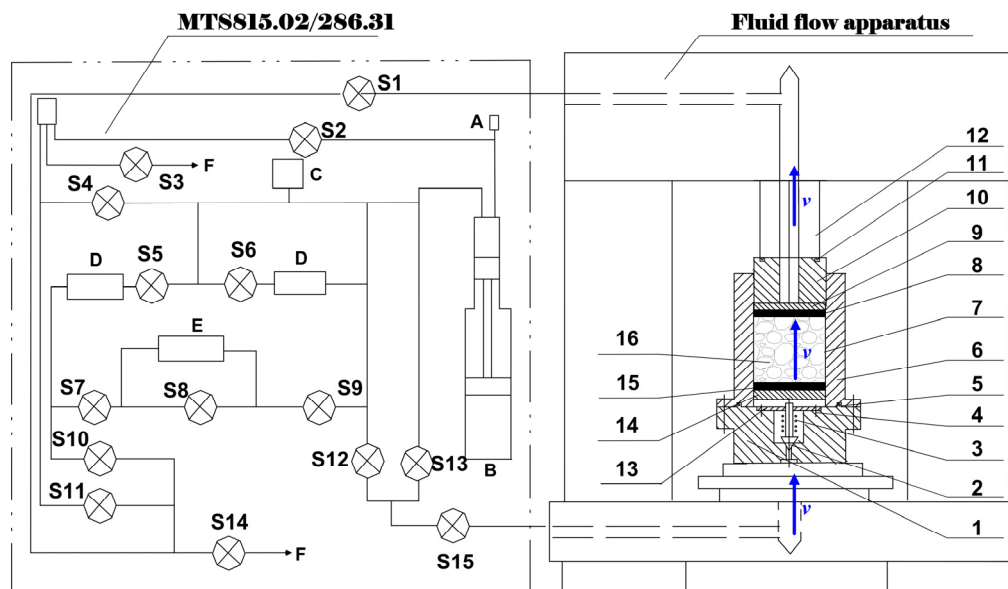 MTS815.02/286.31
Fluid flow apparatus
S1
S2
A
S3
F
C
S4
12
11
10
9
8
7
6
5
4
3
2
1
v
D
S5
S6
D
E
16
v
15
S7
S8
S9
14
S10
S12
S13
B
13
S11
S14
F
S15
v